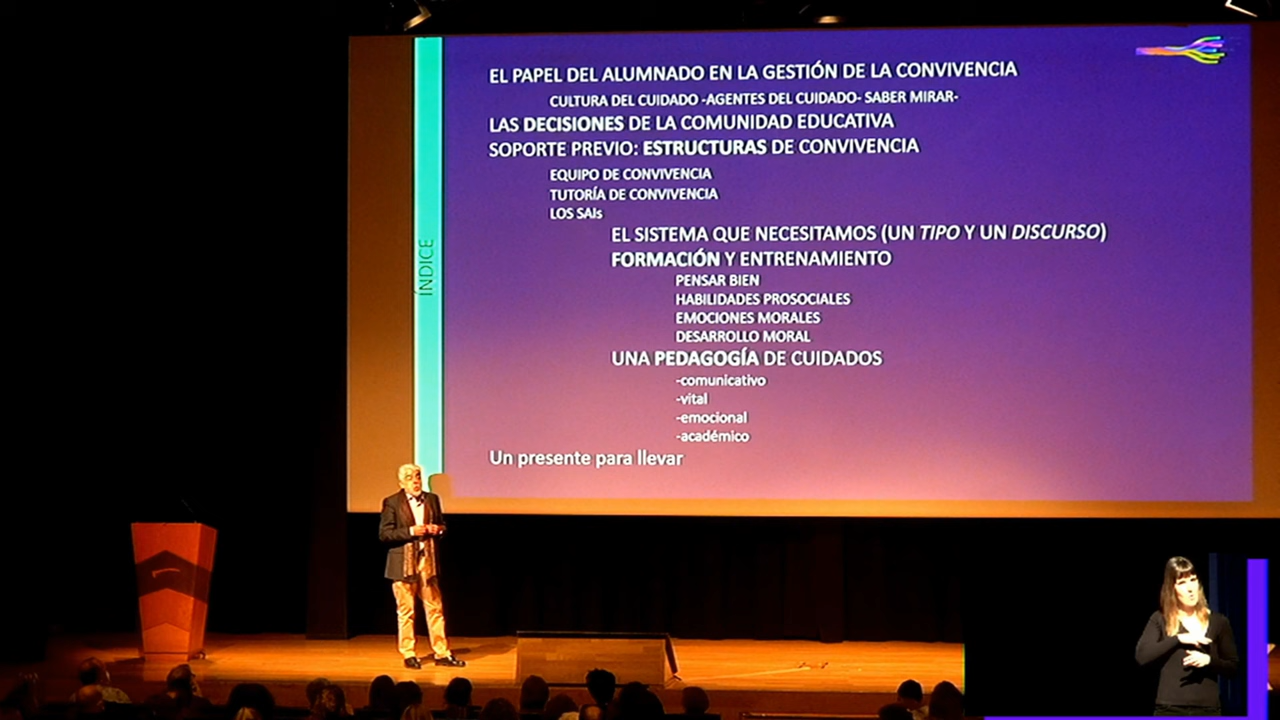 EL PAPEL DEL ALUMNADO EN LA GESTIÓN DE LA CONVIVENCIA
CULTURA DEL CUIDADO -AGENTES DEL CUIDADO- SABER MIRAR-
LAS DECISIONES DE LA COMUNIDAD EDUCATIVA
SOPORTE PREVIO: ESTRUCTURAS DE CONVIVENCIA
EQUIPO DE CONVIVENCIA
TUTORÍA DE CONVIVENCIA
LOS SAIs
EL SISTEMA QUE NECESITAMOS (UN TIPO Y UN DISCURSO)
FORMACIÓN Y ENTRENAMIENTO
PENSAR BIEN
HABILIDADES PROSOCIALES
EMOCIONES MORALES
DESARROLLO MORAL
UNA PEDAGOGÍA DE CUIDADOS
-comunicativo
-vital
-emocional
-académico
Un presente para llevar
ÍNDICE